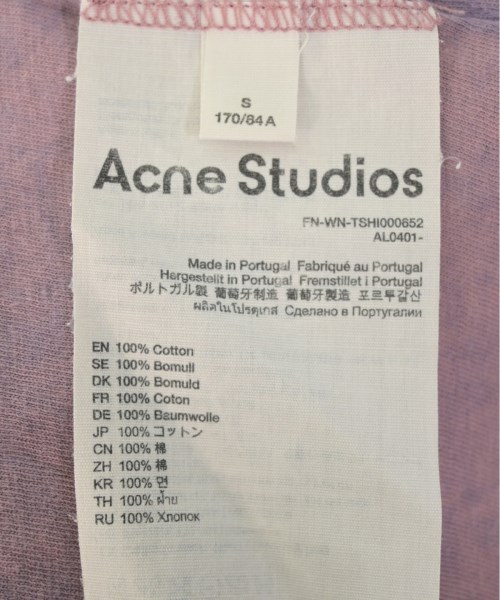 S
170/84 A
Acne Studios
FN-WN-TSHI000652
AL0401-
Made in Portugal Fabriqué au Portugal
Hergestellt in Portugal Fremstillet i Portugal
ポルトガル製 葡萄牙制造 葡萄牙製造 포르투갈산
ผลิตในโปรตุเกส Сделано в Португалии
EN 100% Cotton
SE 100% Bomull
DK 100% Bomuld
FR 100% Coton
DE 100% Baumwolle
JP 100% コットン
CN 100% 棉
ZH 100% 棉
KR 100% 면
TH 100% ฝ้าย
RU 100% Хлопок